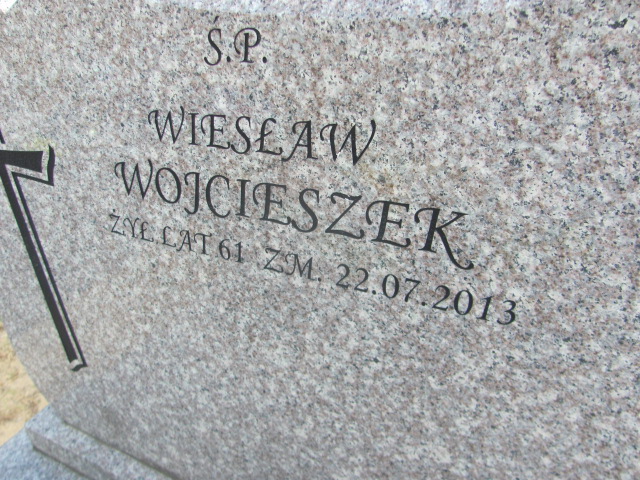 Ś.P.
WIESŁAW
WOJCIESZEK
ŻYŁ LAT 61 ZM. 22.07.2013